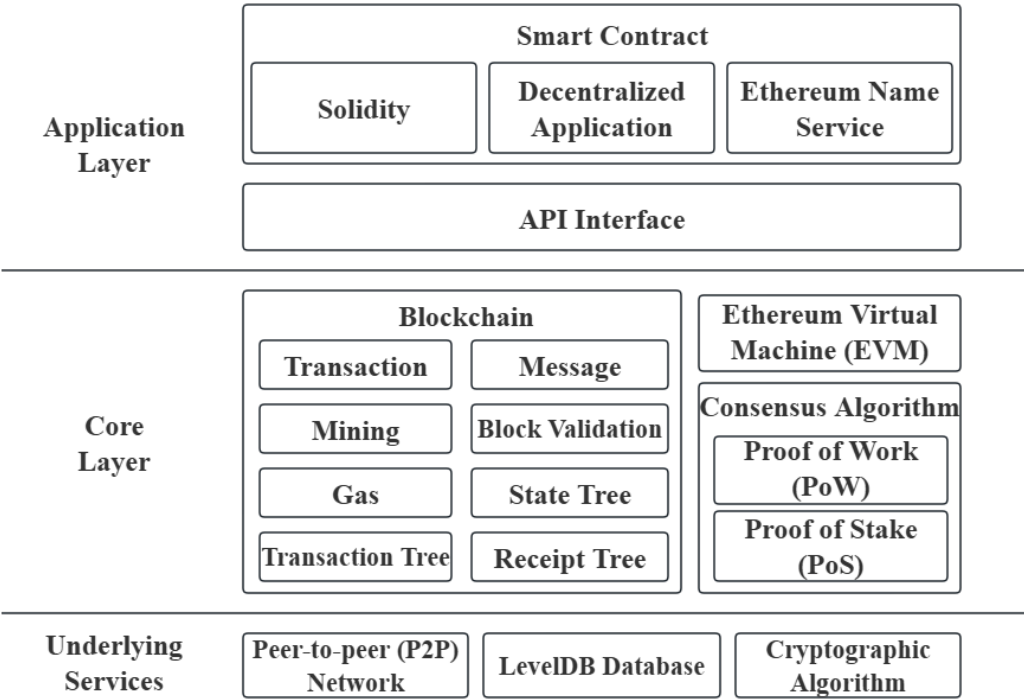 Application
Layer
Smart Contract
Solidity
Decentralized
Application
Ethereum Name
Service
API Interface
Core
Layer
Blockchain
Transaction
Message
Mining
Block Validation
Gas
State Tree
Transaction Tree
Receipt Tree
Ethereum Virtual
Machine (EVM)
Consensus Algorithm
Proof of Work
(PoW)
Proof of Stake
(PoS)
Underlying
Services
Peer-to-peer (P2P)
Network
LevelDB Database
Cryptographic
Algorithm